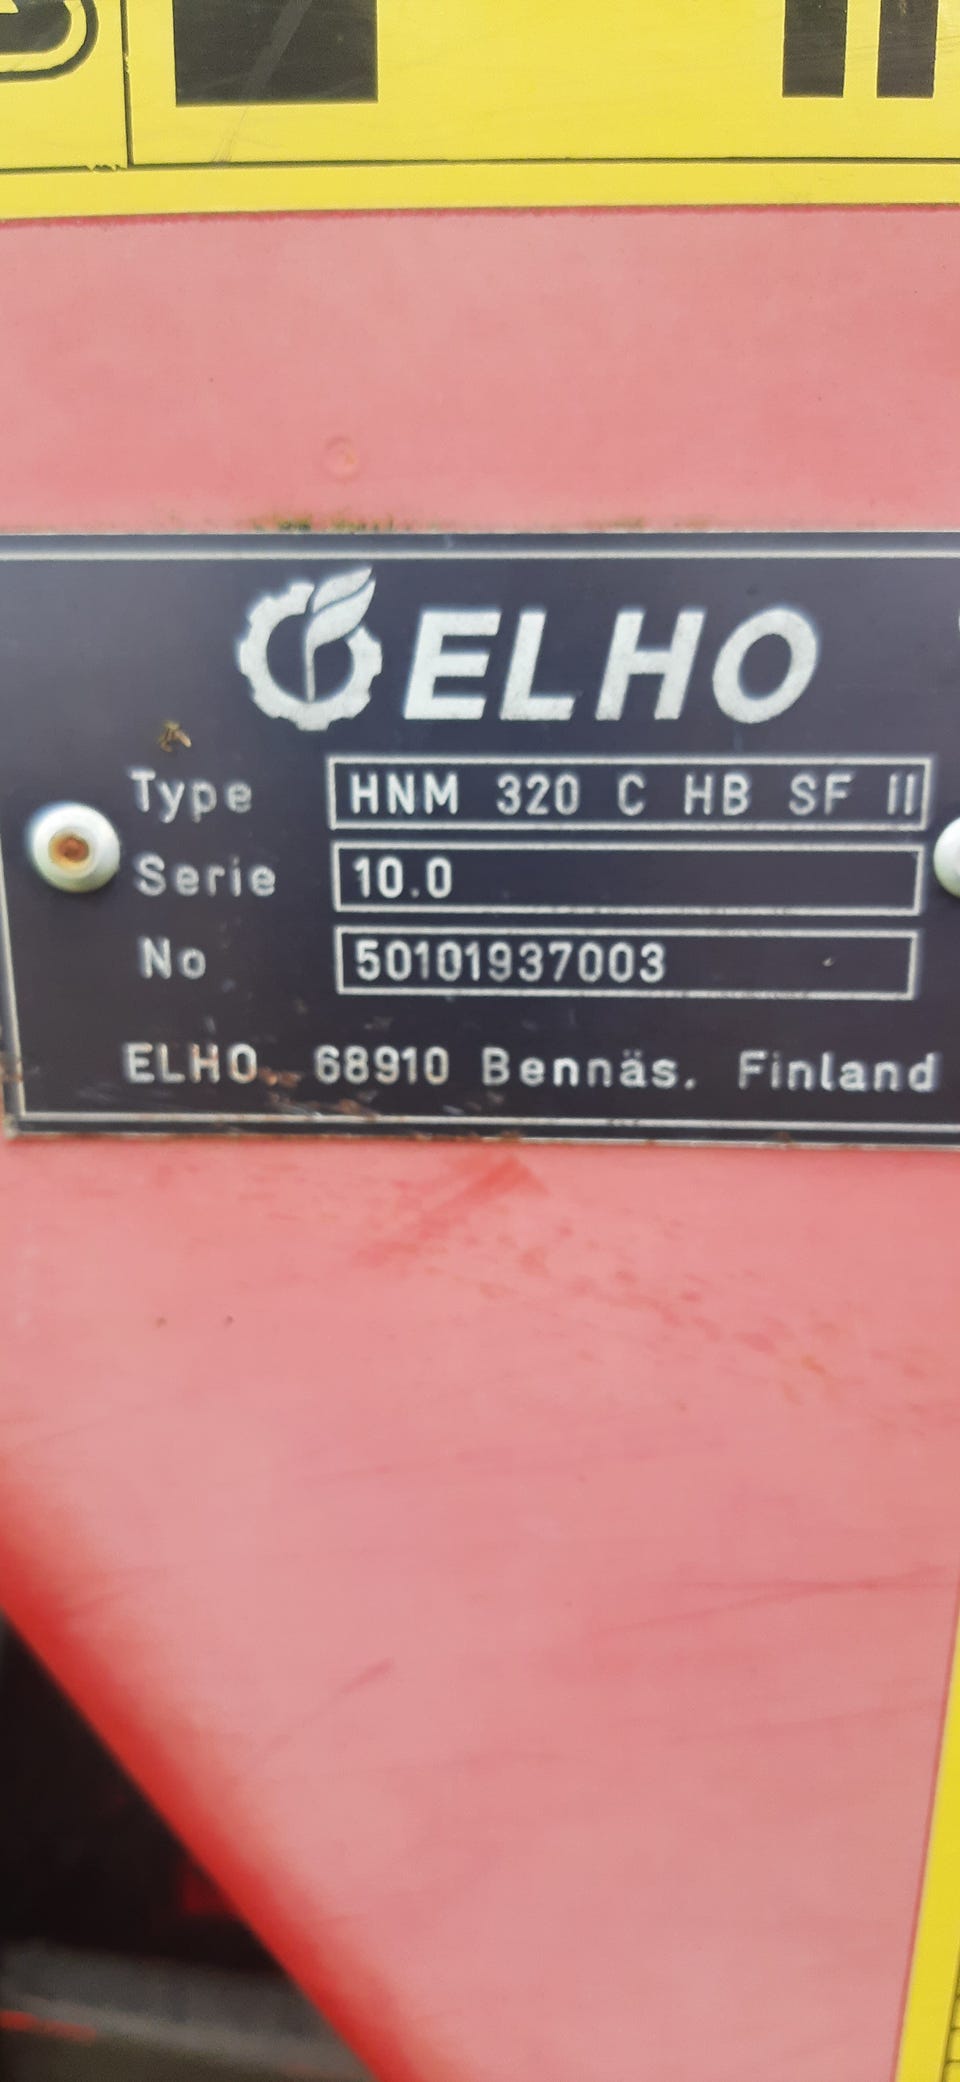 ELHO
Type HNM 320 C HB SF II
Serie 10.0
No 50101937003
ELHO, 68910 Bennäs, Finland